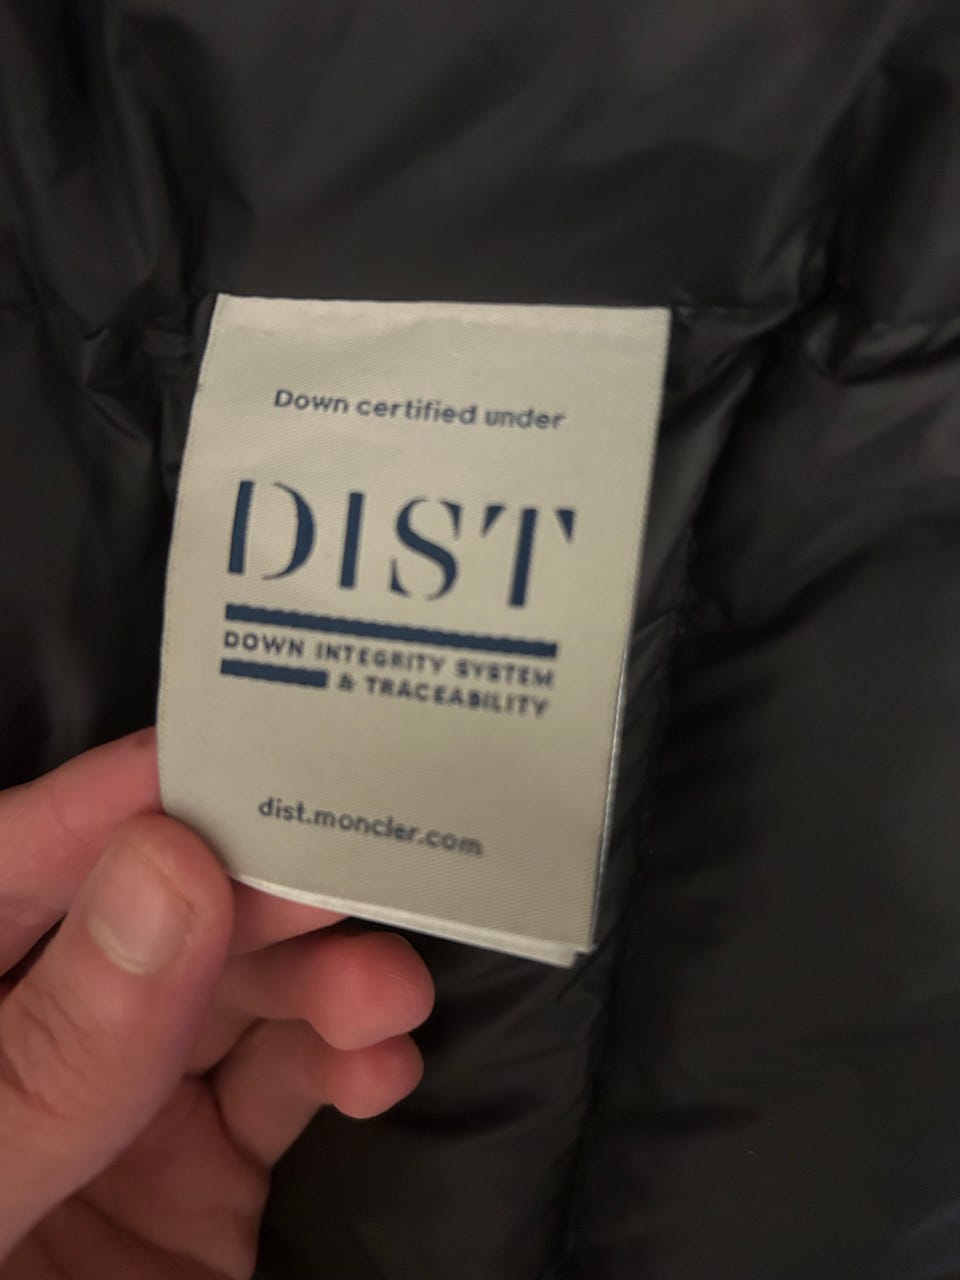 Down certified under
DIST
DOWN INTEGRITY SYSTEM
& TRACEABILITY
dist.moncler.com